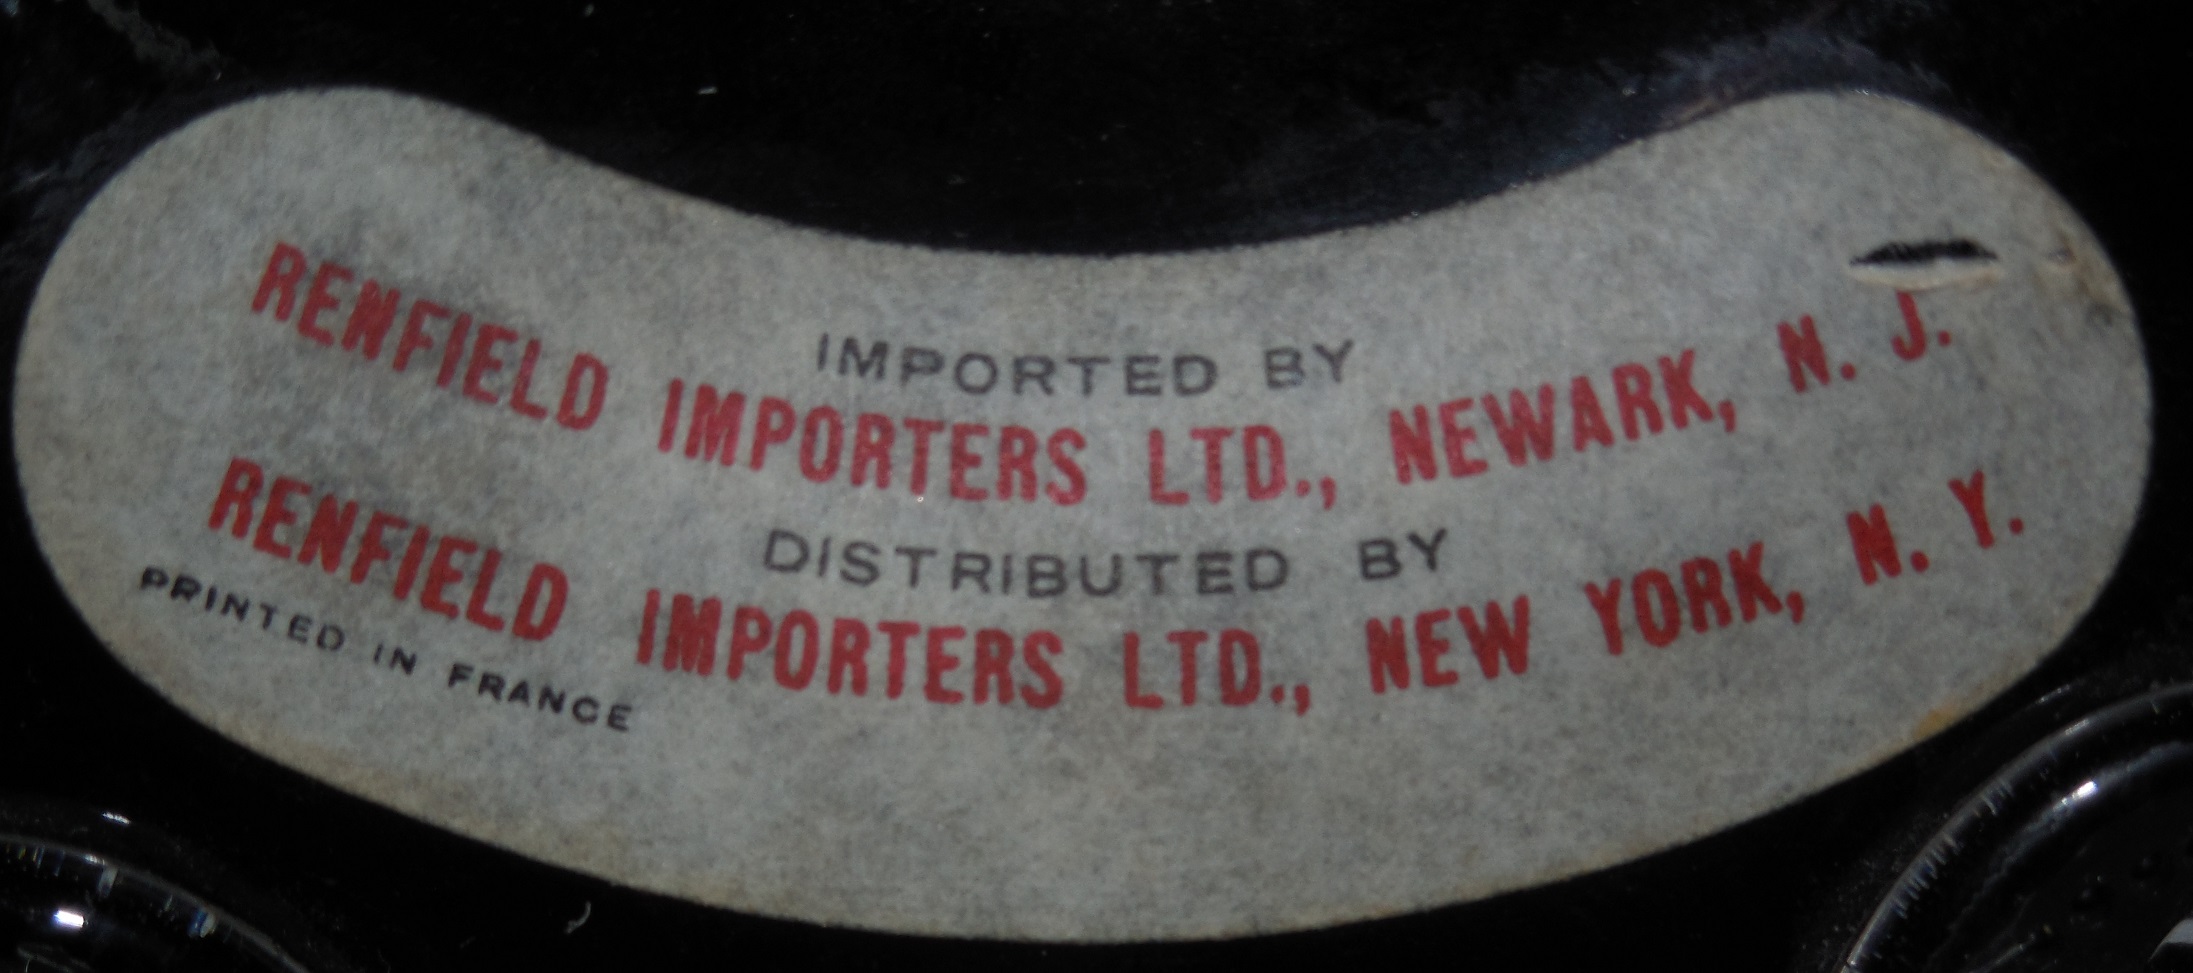 IMPORTED BY
RENFIELD IMPORTERS LTD., NEWARK, N. J.
DISTRIBUTED BY
RENFIELD IMPORTERS LTD., NEW YORK, N. Y.
PRINTED IN FRANCE